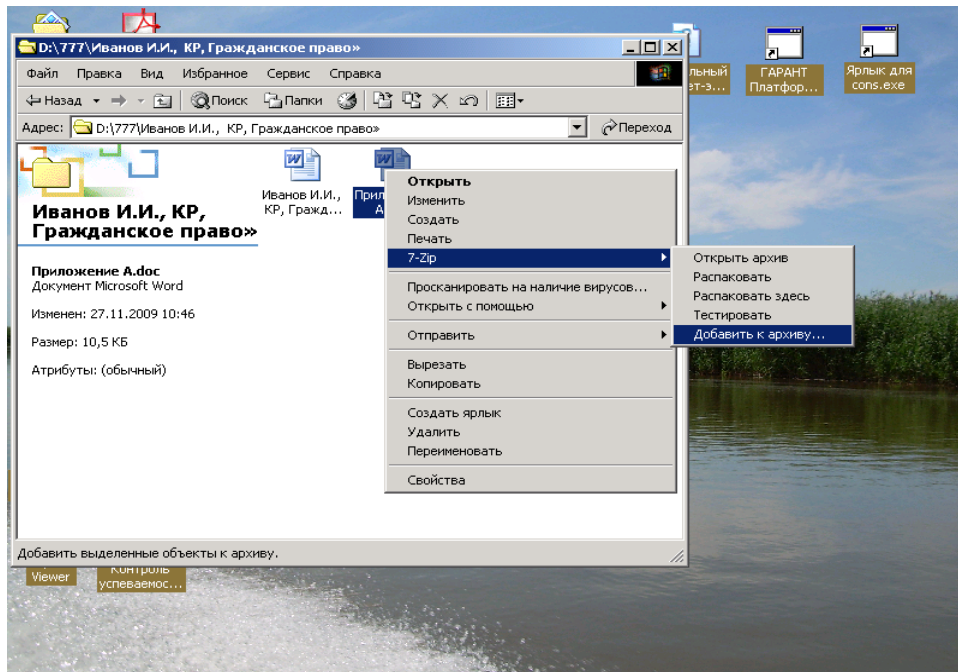 D:\777\Иванов И.И., КР, Гражданское право»
Файл Правка Вид Избранное Сервис Справка
Назад Поиск Папки
Адрес: D:\777\Иванов И.И., КР, Гражданское право» Переход
Иванов И.И., КР,
Гражданское право»
Приложение A.doc
Документ Microsoft Word
Изменен: 27.11.2009 10:46
Размер: 10,5 КБ
Атрибуты: (обычный)
Иванов И.И.,
КР, Гражд...
Открыть
Изменить
Создать
Печать
7-Zip
Просканировать на наличие вирусов...
Открыть с помощью
Отправить
Вырезать
Копировать
Создать ярлык
Удалить
Переименовать
Свойства
Открыть архив
Распаковать
Распаковать здесь
Тестировать
Добавить к архиву...
Добавить выделенные объекты к архиву.
ГАРАНТ
Платфор...
Ярлык для
cons.exe
Viewer
Контроль
успеваемос...